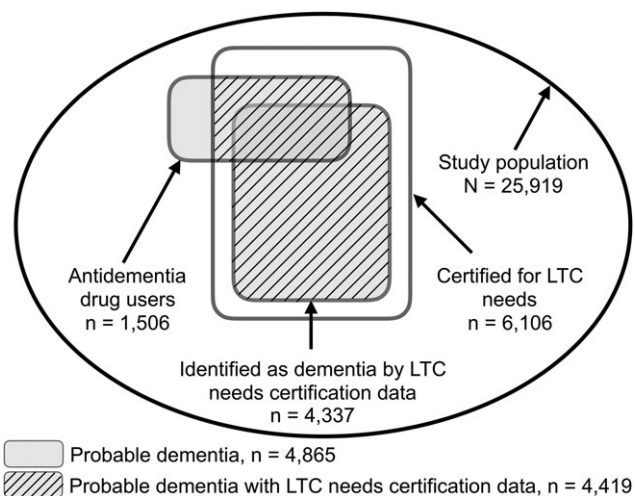 Study population
N = 25,919
Antidementia
drug users
n = 1,506
Certified for LTC
needs
n = 6,106
Identified as dementia by LTC
needs certification data
n = 4,337
Probable dementia, n = 4,865
Probable dementia with LTC needs certification data, n = 4,419